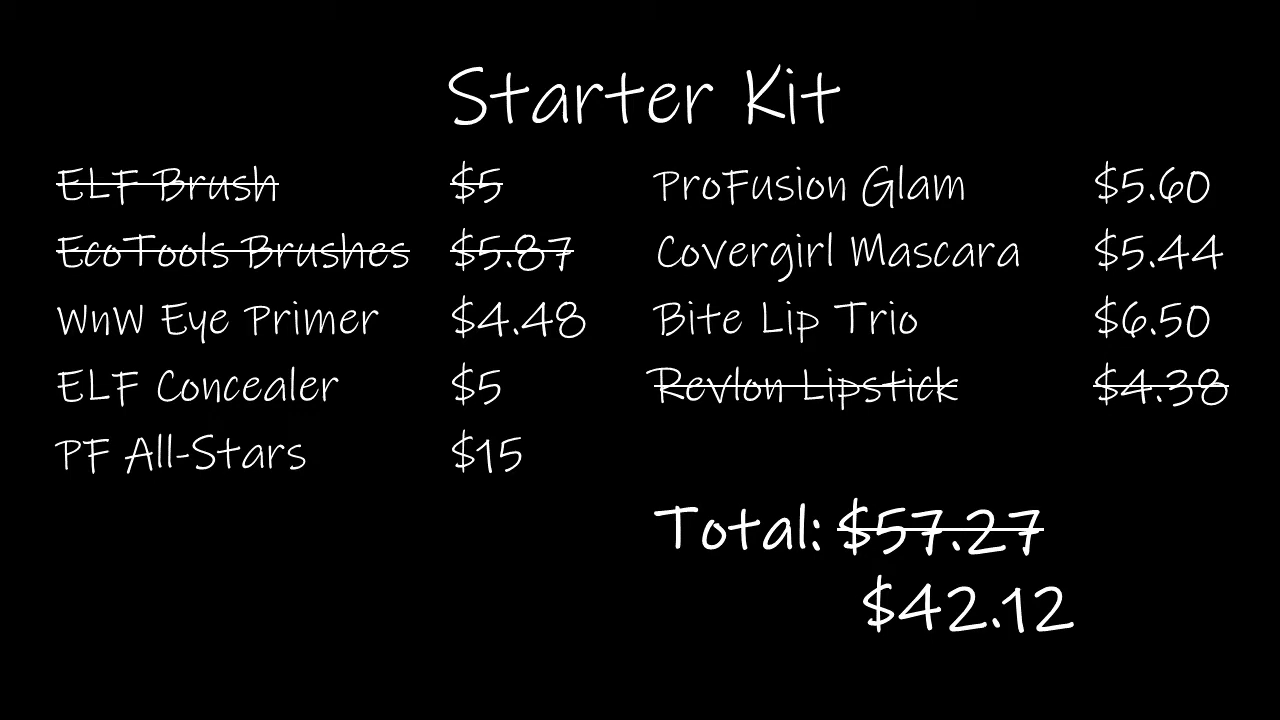 Starter Kit
ELF Brush $5
EcoTools Brushes $5.87
WnW Eye Primer $4.48
ELF Concealer $5
PF All-Stars $15
ProFusion Glam $5.60
Covergirl Mascara $5.44
Bite Lip Trio $6.50
Revlon Lipstick $4.38
Total: $57.27
$42.12